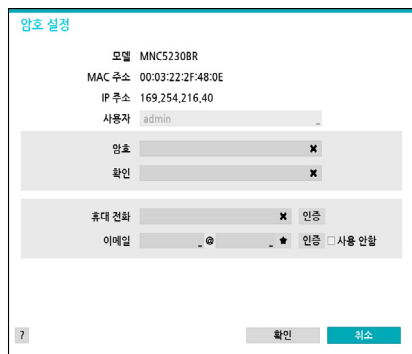 암호 설정
모델 MNC5230BR
MAC 주소 00:03:22:2F:48:0E
IP 주소 169,254,216,40
사용자 admin _
암호 ✖
확인 ✖
휴대 전화 ✖ 인증
이메일 _ @ _ ★ 인증 사용 안함
? 확인 취소